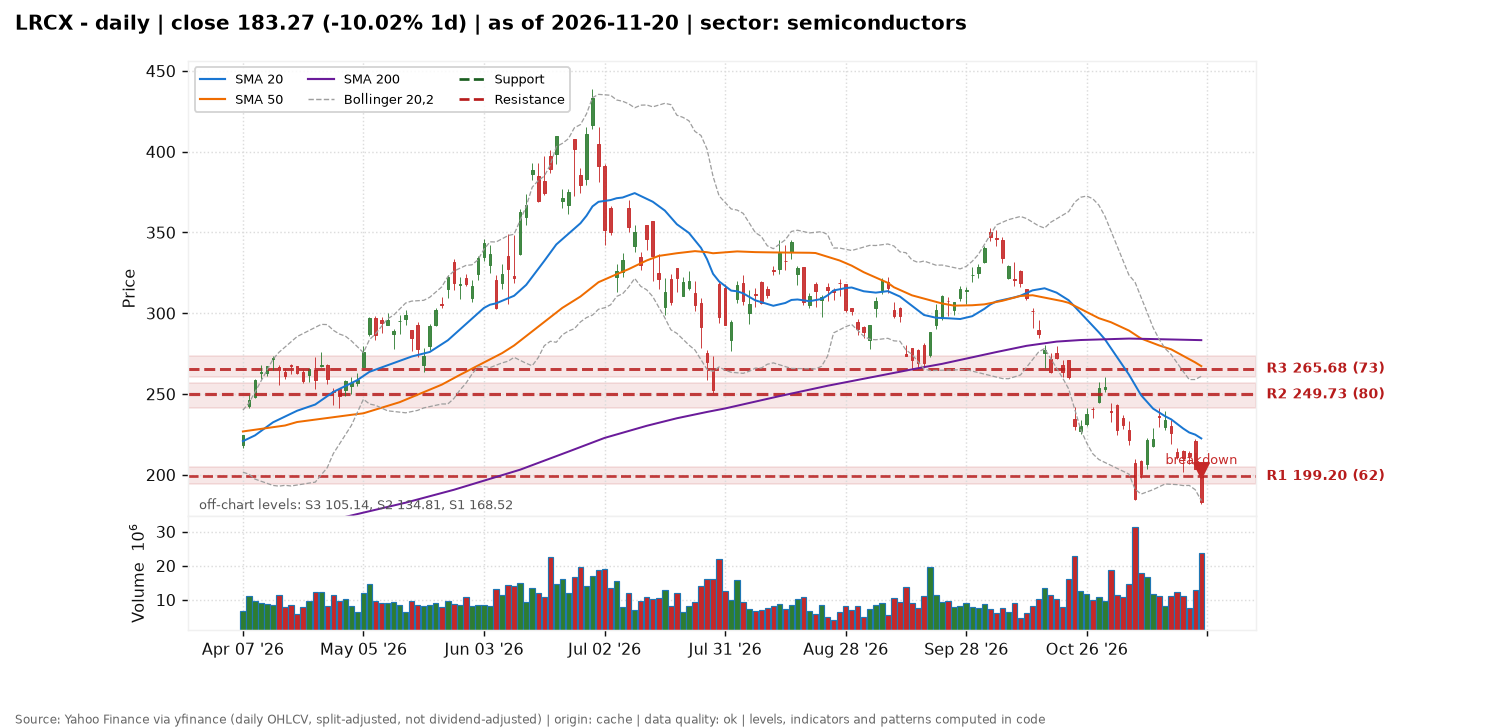 LRCX - daily | close 183.27 (-10.02% 1d) | as of 2026-11-20 | sector: semiconductors
SMA 20
SMA 50
SMA 200
Bollinger 20,2
Support
Resistance
Price
450
400
350
300
250
200
R3 265.68 (73)
R2 249.73 (80)
R1 199.20 (62)
breakdown
off-chart levels: S3 105.14, S2 134.81, S1 168.52
Volume 10⁶
30
20
10
Apr 07 '26
May 05 '26
Jun 03 '26
Jul 02 '26
Jul 31 '26
Aug 28 '26
Sep 28 '26
Oct 26 '26
Source: Yahoo Finance via yfinance (daily OHLCV, split-adjusted, not dividend-adjusted) | origin: cache | data quality: ok | levels, indicators and patterns computed in code